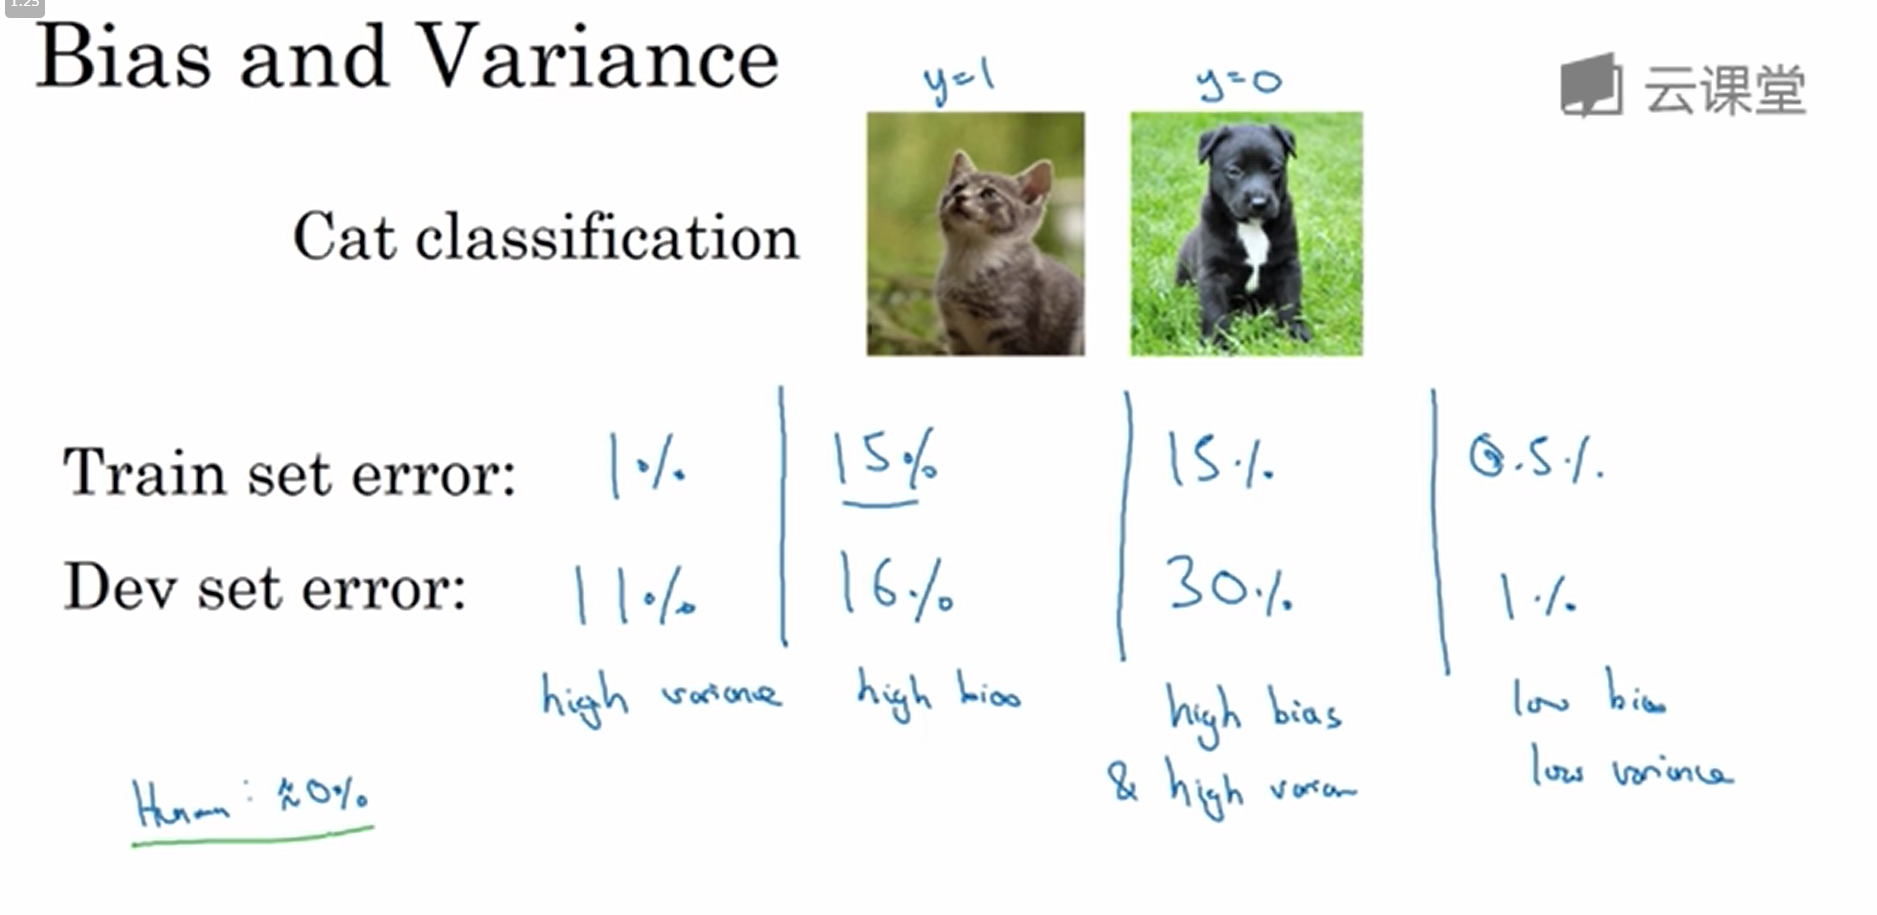 1.25
Bias and Variance
y=1 y=0
云课堂
Cat classification
Train set error: 1% 15% 15% 0.5%
Dev set error: 11% 16% 30% 1%
high variance high bias high bias low bias
& high varian low variance
Human: ≈0%